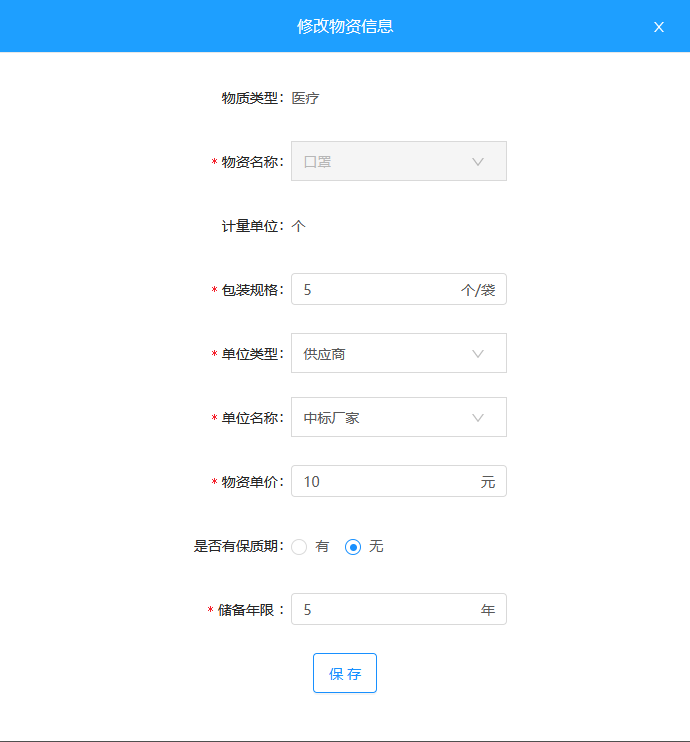 修改物资信息 X
物质类型: 医疗
* 物资名称: 口罩
计量单位: 个
* 包装规格: 5 个/袋
* 单位类型: 供应商
* 单位名称: 中标厂家
* 物资单价: 10 元
是否有保质期: 有 无
* 储备年限 : 5 年
保 存